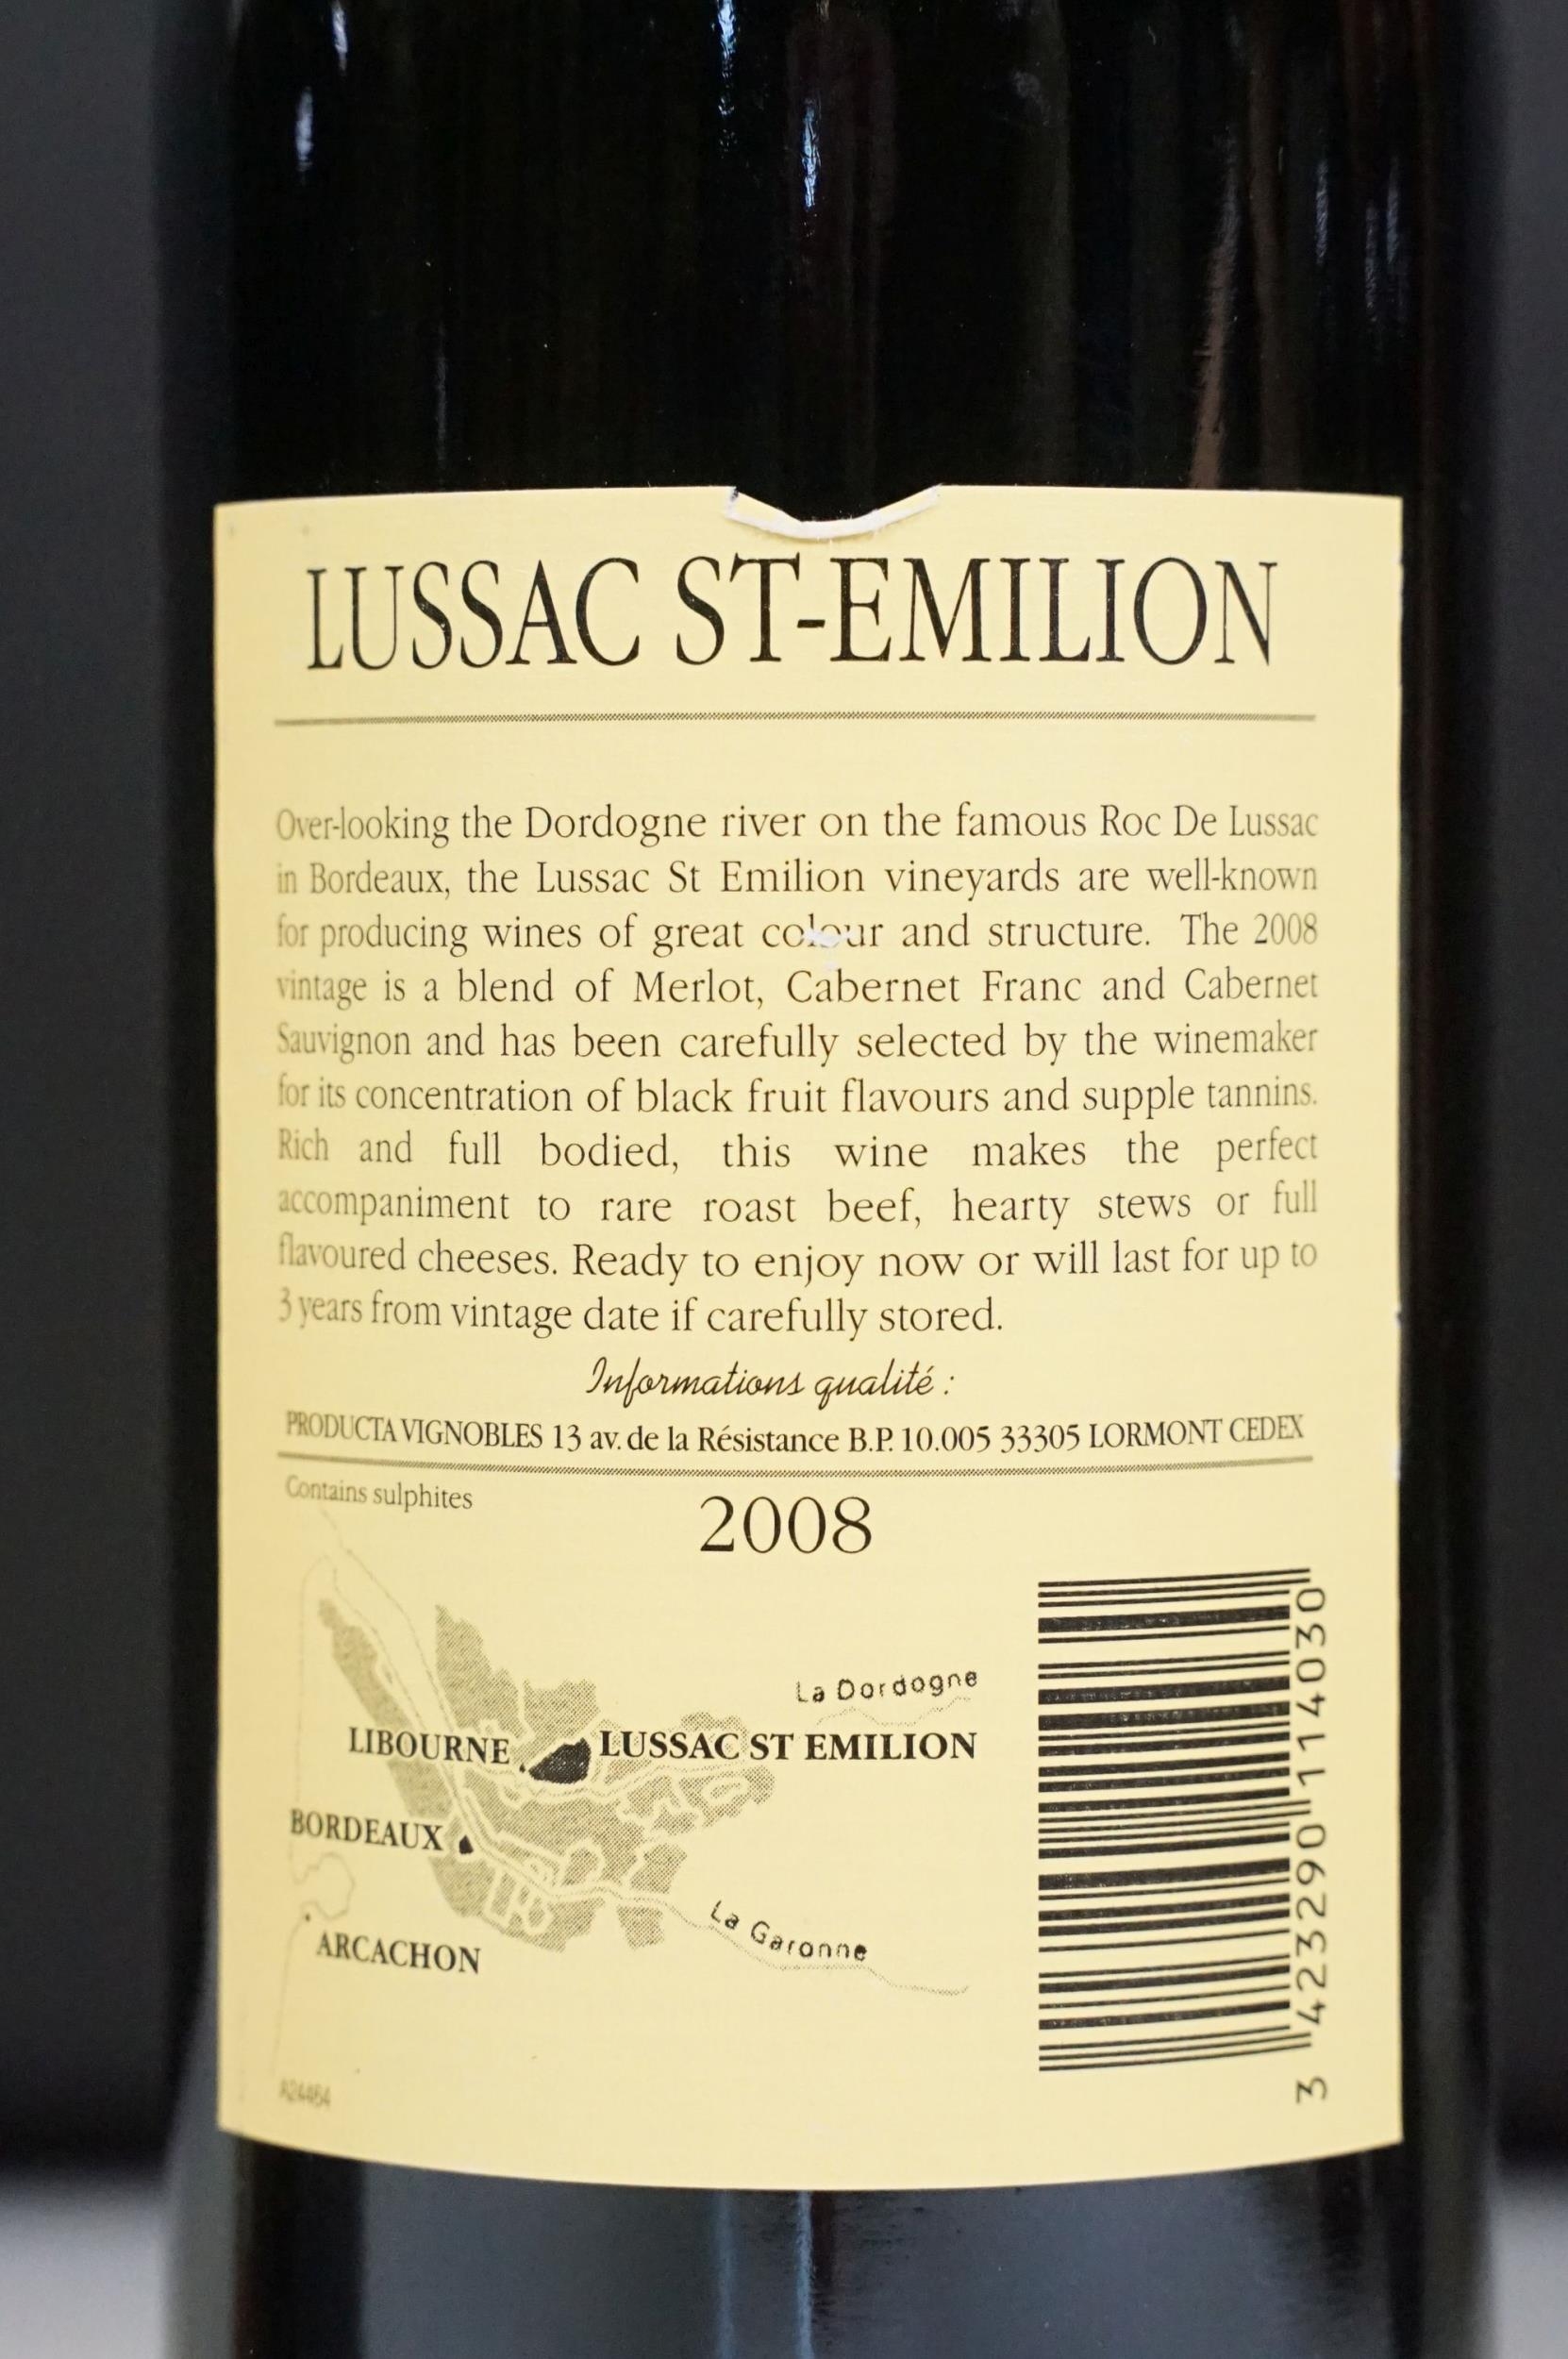 LUSSAC ST-EMILION
Over-looking the Dordogne river on the famous Roc De Lussac
in Bordeaux, the Lussac St Emilion vineyards are well-known
for producing wines of great colour and structure. The 2008
vintage is a blend of Merlot, Cabernet Franc and Cabernet
Sauvignon and has been carefully selected by the winemaker
for its concentration of black fruit flavours and supple tannins.
Rich and full bodied, this wine makes the perfect
accompaniment to rare roast beef, hearty stews or full
flavoured cheeses. Ready to enjoy now or will last for up to
3 years from vintage date if carefully stored.
Informations qualité :
PRODUCTA VIGNOBLES 13 av. de la Résistance B.P. 10.005 33305 LORMONT CEDEX
Contains sulphites
2008
La Dordogne
LIBOURNE
LUSSAC ST EMILION
BORDEAUX
La Garonne
ARCACHON
3 423290 114030
A24464